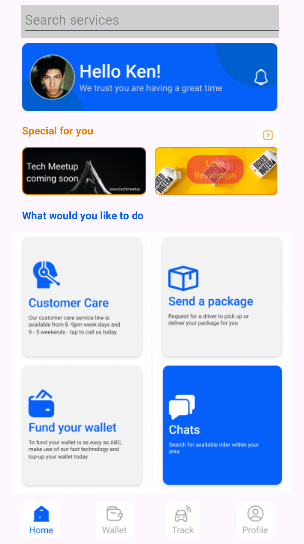 Search services
Hello Ken!
We trust you are having a great time
Special for you
Tech Meetup
coming soon
www.techmeetup
Love
Revention
BOXED
WATER
What would you like to do
Customer Care
Our customer care service line is
available from 8 -9pm week days and
9 - 5 weekends - tap to call us today
Send a package
Request for a driver to pick up or
deliver your package for you
Fund your wallet
To fund your wallet is as easy as ABC,
make use of our fast technology and
top-up your wallet today
Chats
Search for available rider within your
area
Home
Wallet
Track
Profile